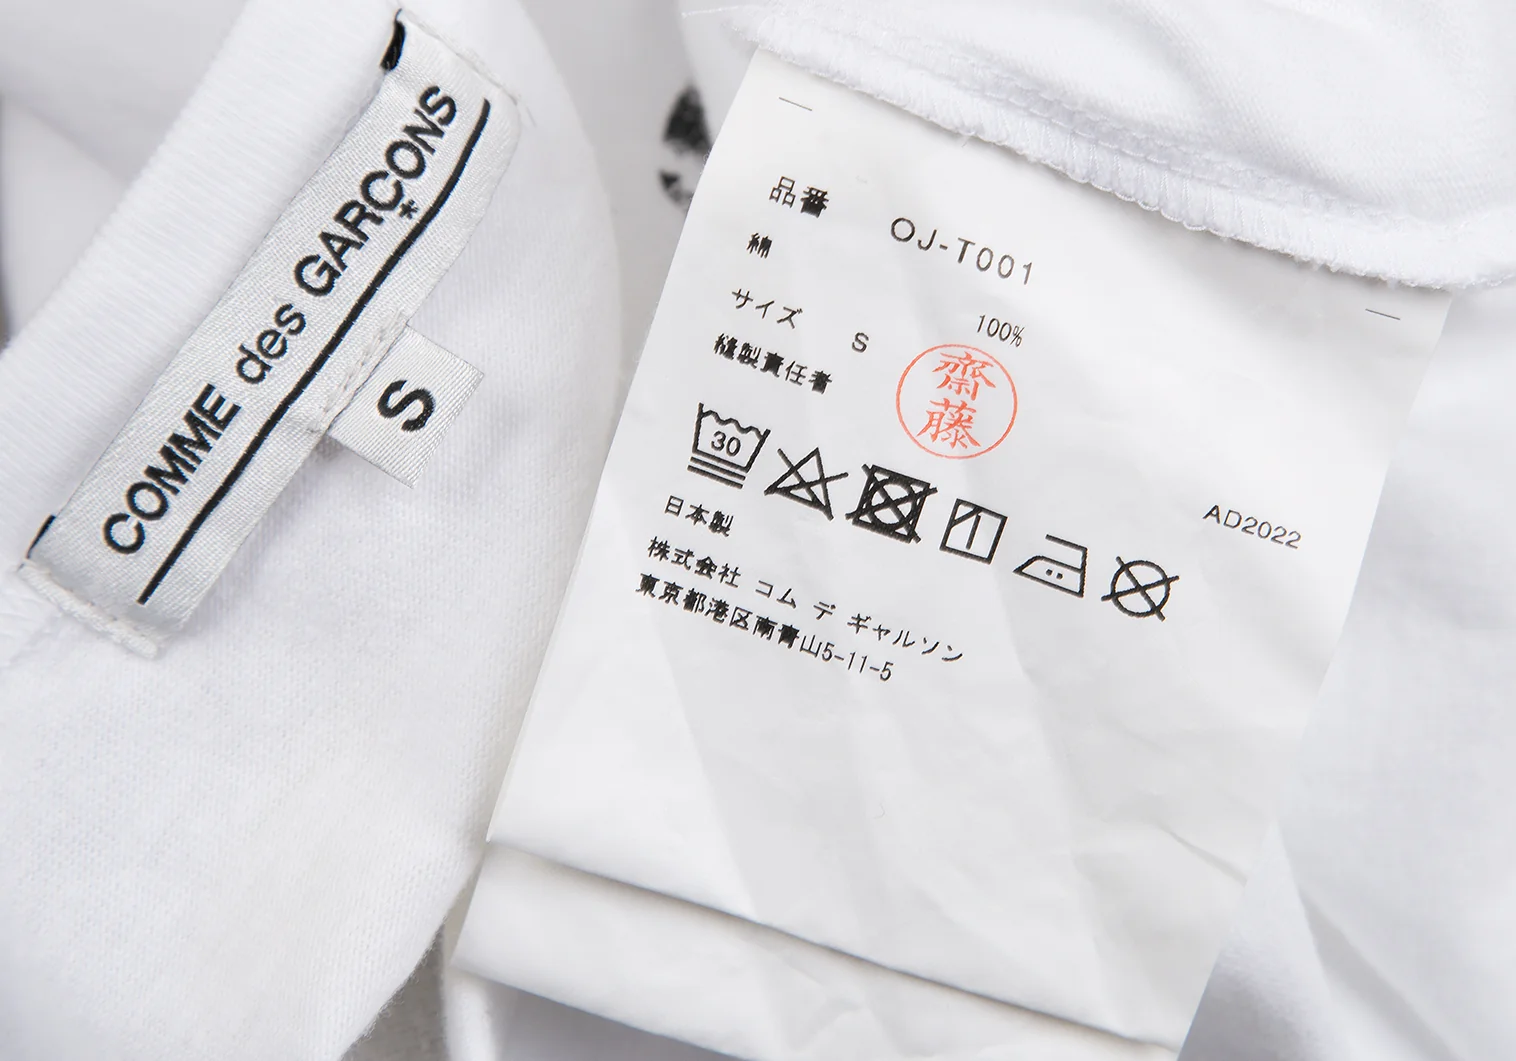 COMME des GARÇONS
S
品番 OJ-T001
綿 100%
サイズ S
縫製責任者 齋藤
30
日本製
AD2022
株式会社 コム デ ギャルソン
東京都港区南青山5-11-5